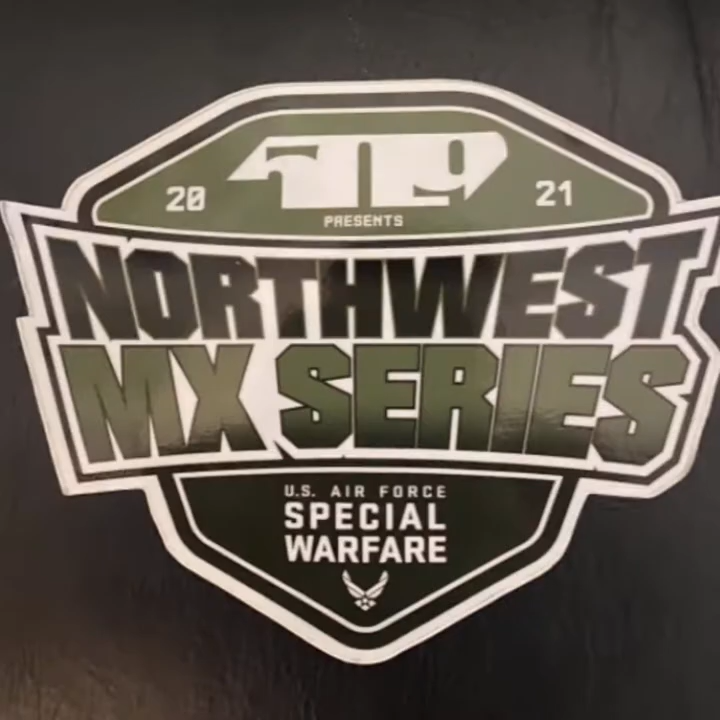 509
20 21
PRESENTS
NORTHWEST
MX SERIES
U.S. AIR FORCE
SPECIAL
WARFARE